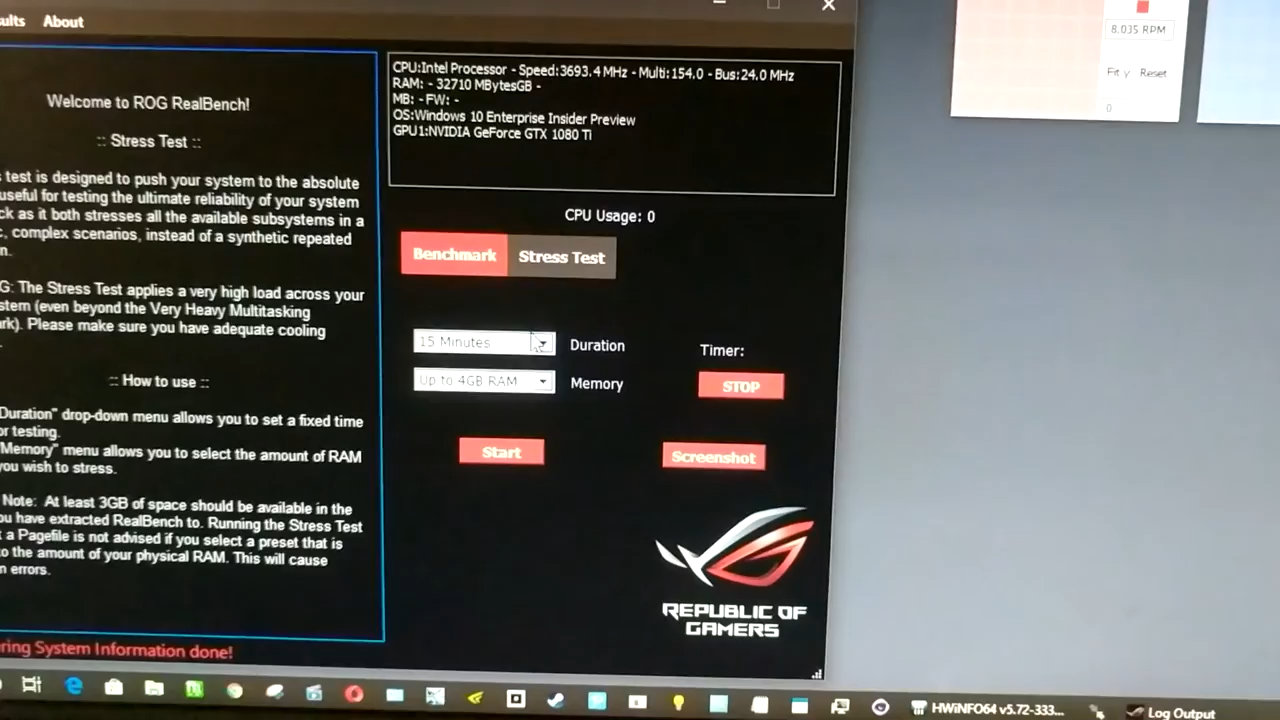 ults About
8.035 RPM
Fit y Reset
0
Welcome to ROG RealBench!
:: Stress Test ::
test is designed to push your system to the absolute
useful for testing the ultimate reliability of your system
ck as it both stresses all the available subsystems in a
c, complex scenarios, instead of a synthetic repeated
n.
G: The Stress Test applies a very high load across your
stem (even beyond the Very Heavy Multitasking
ark). Please make sure you have adequate cooling
.
:: How to use ::
Duration" drop-down menu allows you to set a fixed time
or testing.
Memory" menu allows you to select the amount of RAM
you wish to stress.
Note: At least 3GB of space should be available in the
ou have extracted RealBench to. Running the Stress Test
t a Pagefile is not advised if you select a preset that is
to the amount of your physical RAM. This will cause
n errors.
ring System Information done!
CPU:Intel Processor - Speed:3693.4 MHz - Multi:154.0 - Bus:24.0 MHz
RAM: - 32710 MBytesGB -
MB: - FW: -
OS:Windows 10 Enterprise Insider Preview
GPU1:NVIDIA GeForce GTX 1080 Ti
CPU Usage: 0
Benchmark Stress Test
15 Minutes Duration
Timer:
Up to 4GB RAM Memory
STOP
Start
Screenshot
REPUBLIC OF
GAMERS
HWiNFO64 v5.72-333... Log Output